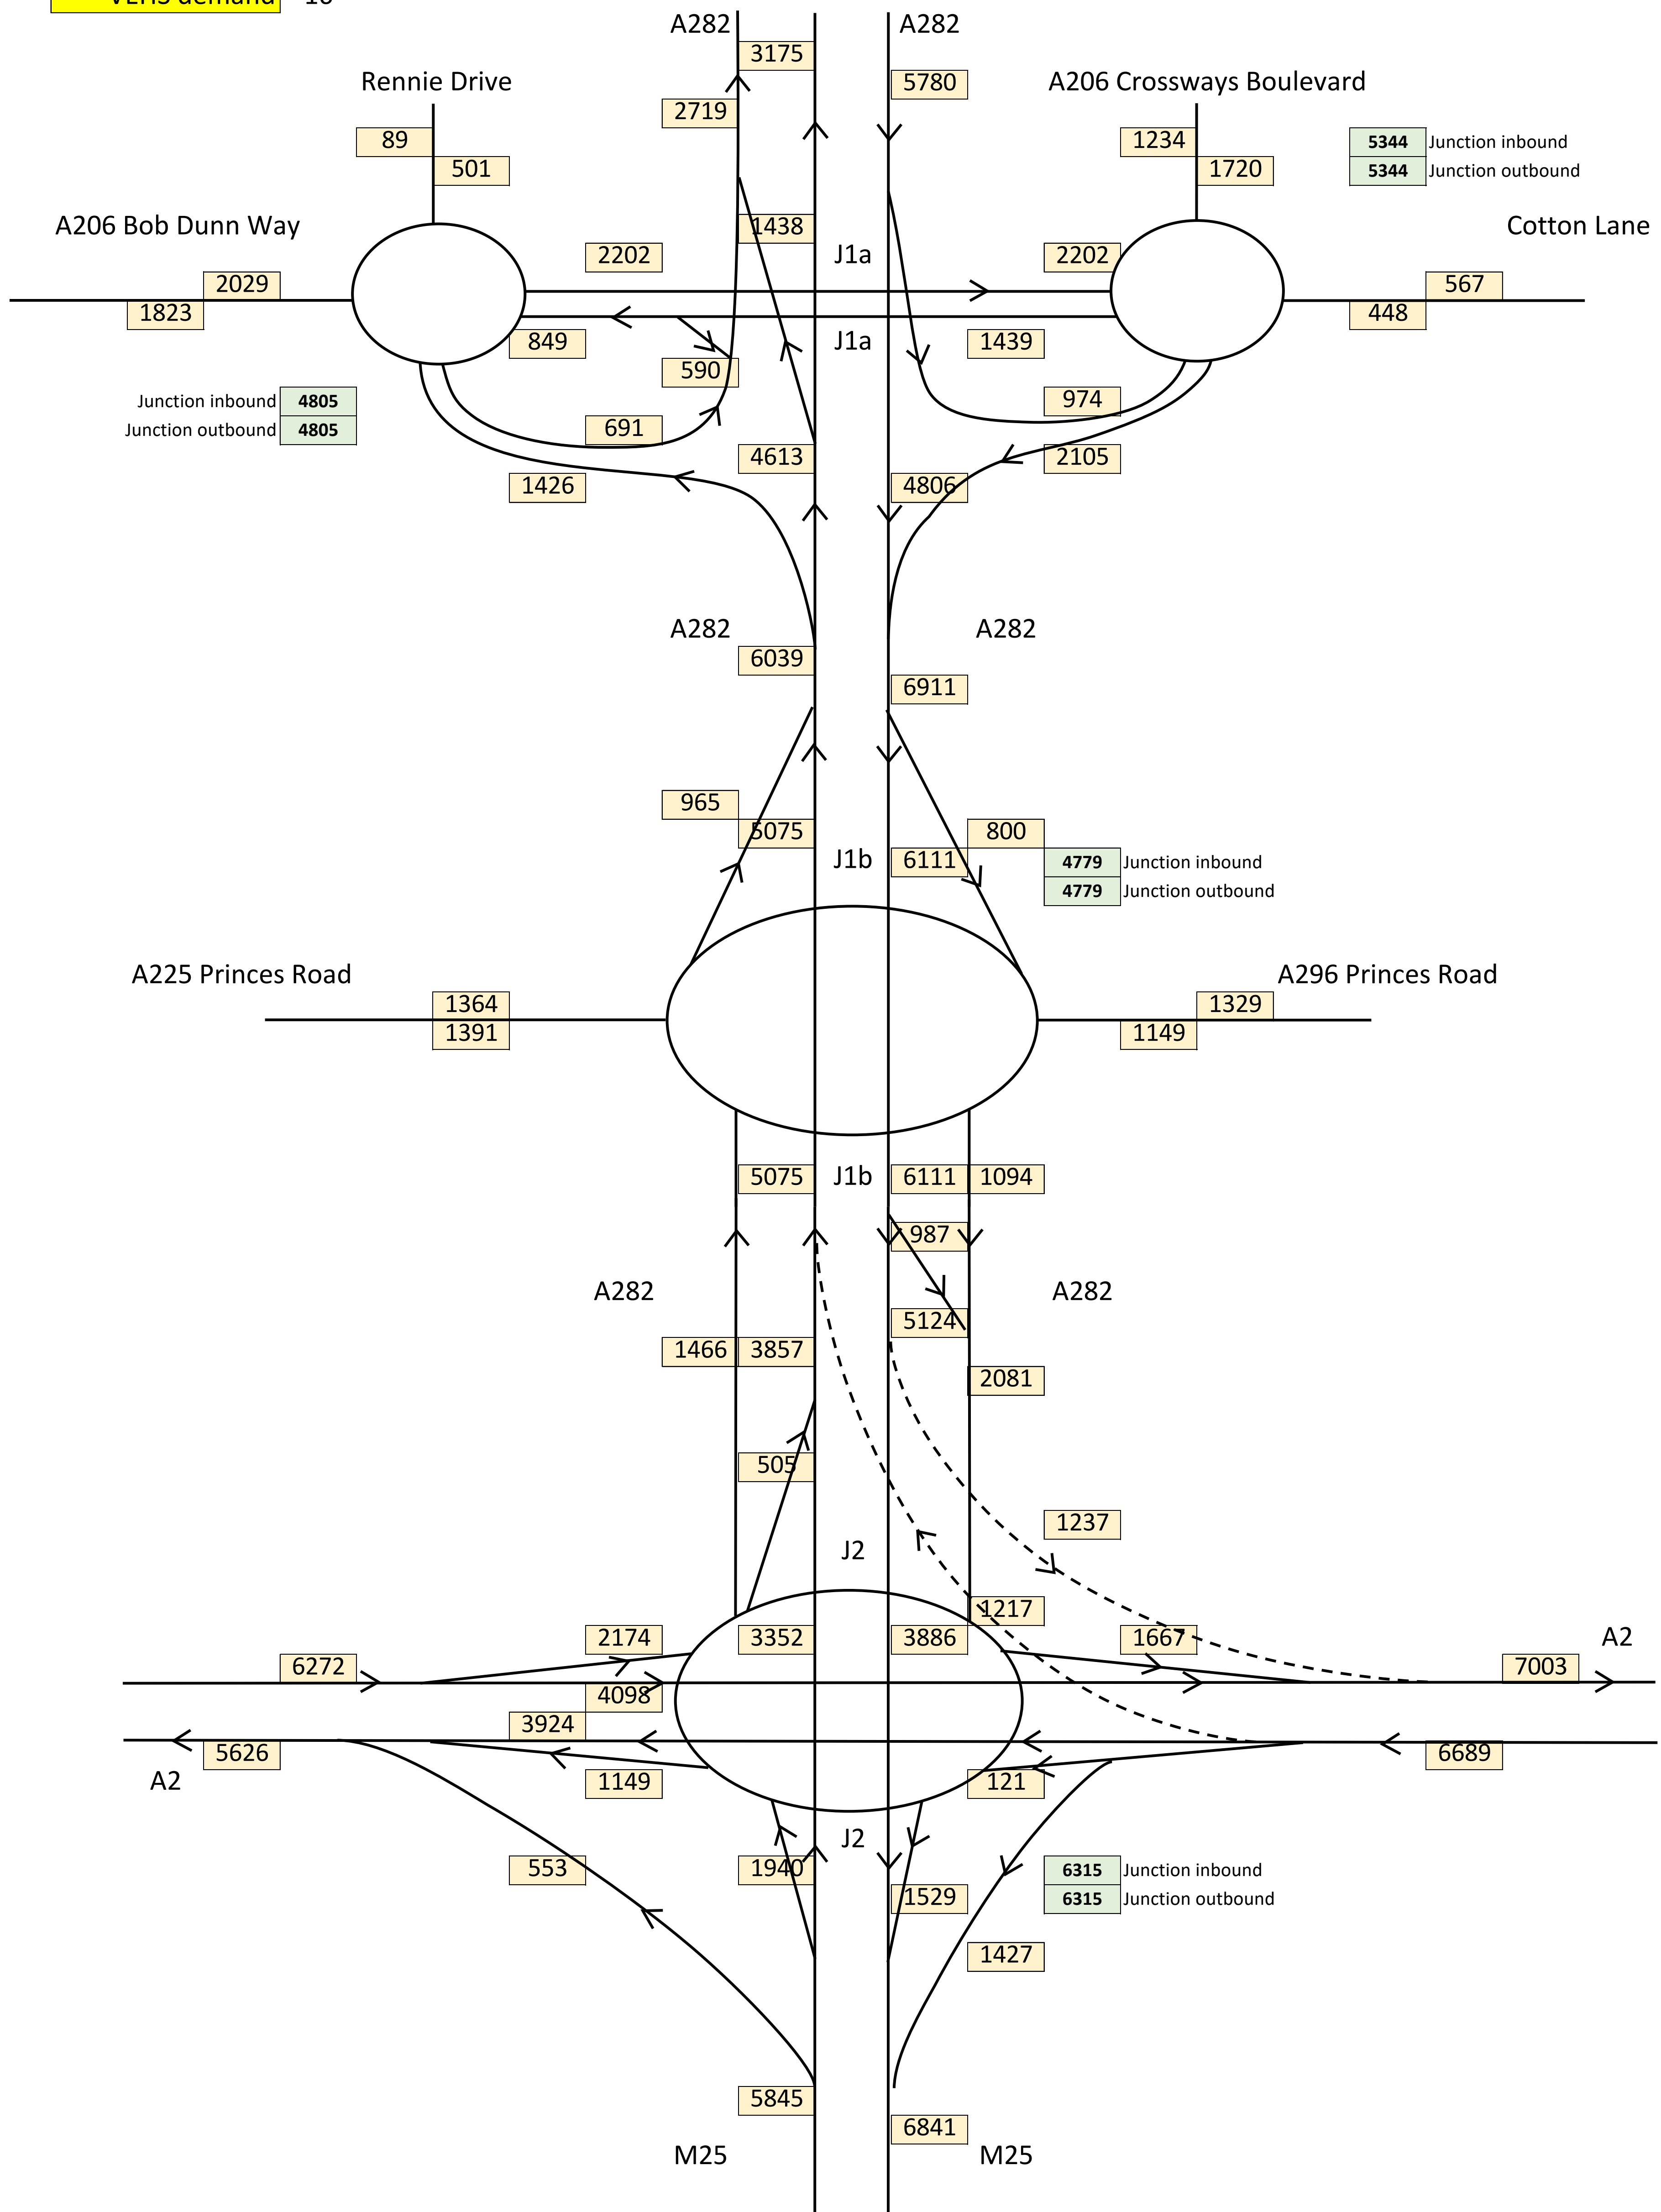 VEHS demand 16
A282 A282
3175
5780
Rennie Drive A206 Crossways Boulevard
2719
89 1234 5344 Junction inbound
501 1720 5344 Junction outbound
A206 Bob Dunn Way 1438 Cotton Lane
2202 J1a 2202
2029 567
1823 448
849 J1a 1439
590
Junction inbound 4805 974
Junction outbound 4805 691
4613 2105
1426 4806
A282 A282
6039
6911
965
5075 800
J1b 6111 4779 Junction inbound
4779 Junction outbound
A225 Princes Road A296 Princes Road
1364 1329
1391 1149
5075 J1b 6111 1094
987
A282 A282
5124
1466 3857
2081
505
1237
J2
1217
2174 3352 3886 1667 A2
6272 7003
4098
3924
5626 6689
A2 1149 121
J2
553 1940 6315 Junction inbound
1529 6315 Junction outbound
1427
5845
6841
M25 M25